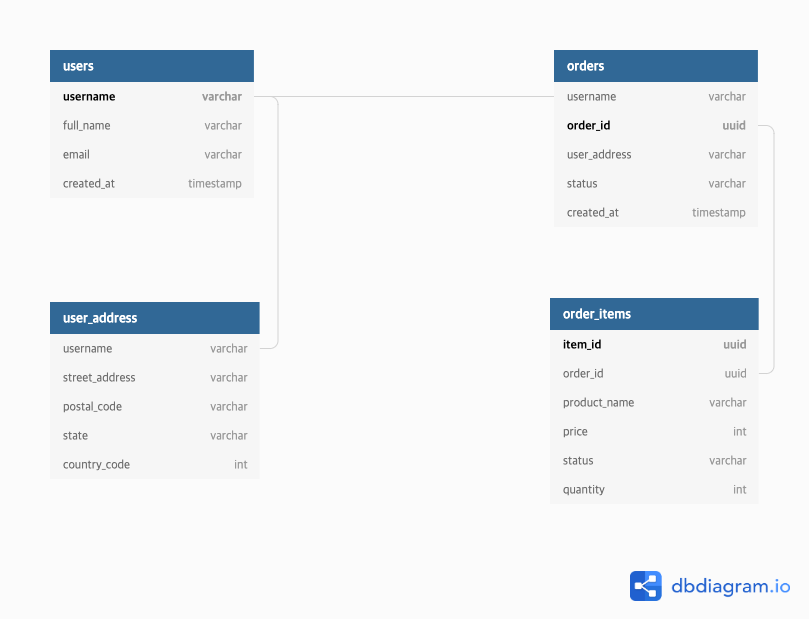 users
username varchar
full_name varchar
email varchar
created_at timestamp
orders
username varchar
order_id uuid
user_address varchar
status varchar
created_at timestamp
user_address
username varchar
street_address varchar
postal_code varchar
state varchar
country_code int
order_items
item_id uuid
order_id uuid
product_name varchar
price int
status varchar
quantity int
dbdiagram.io